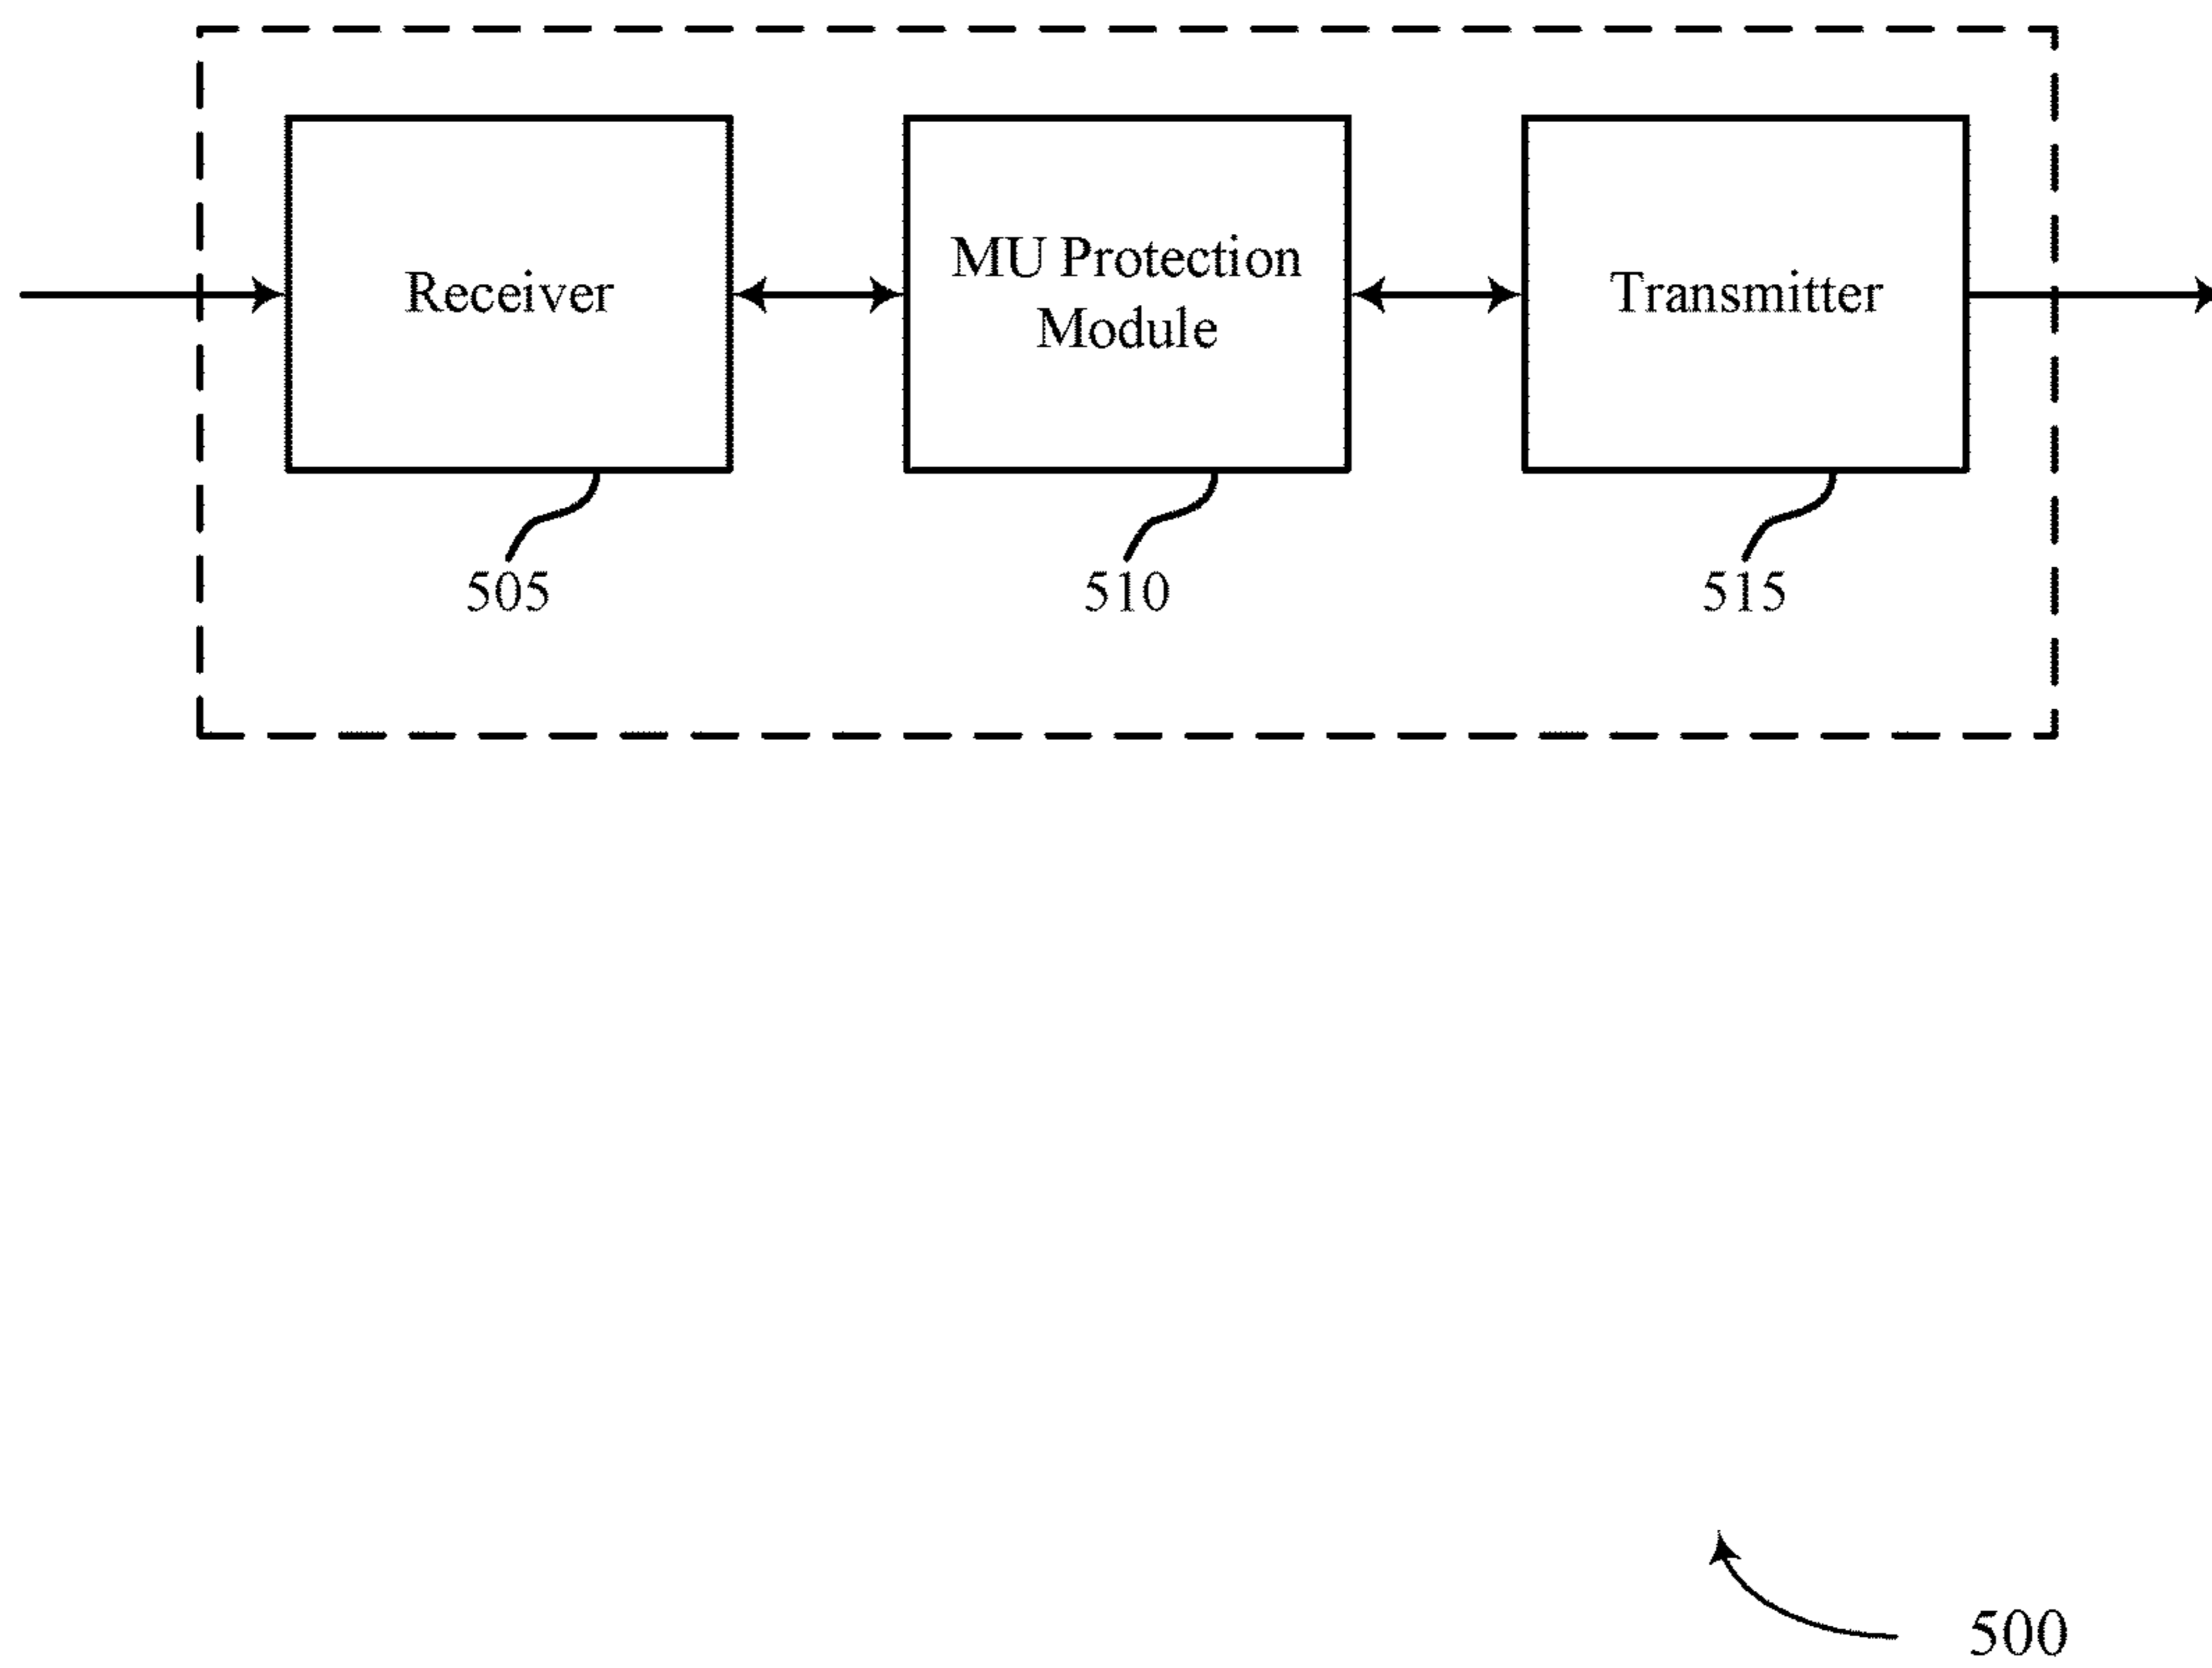 Receiver
MU Protection
Module
Transmitter
505
510
515
500